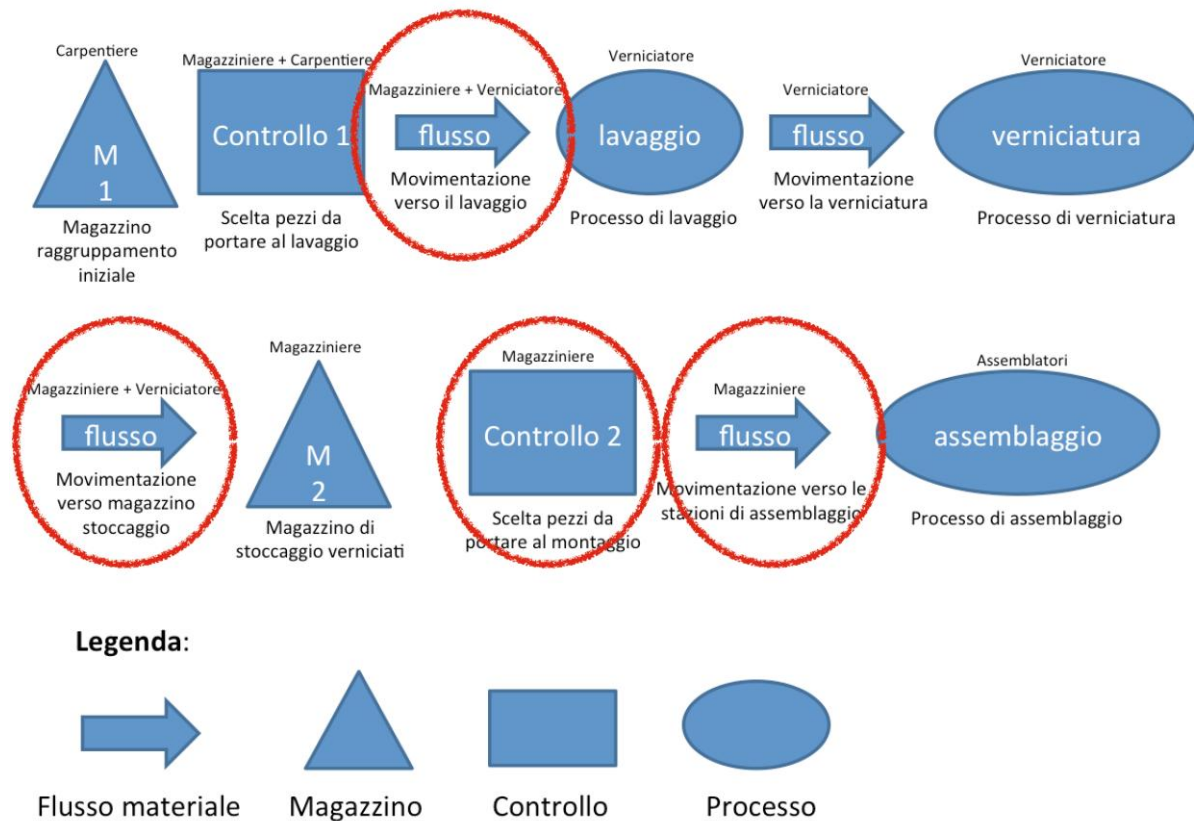 Carpentiere
M
1
Magazzino
raggruppamento
iniziale
Magazziniere + Carpentiere
Controllo 1
Scelta pezzi da
portare al lavaggio
Magazziniere + Verniciatore
flusso
Movimentazione
verso il lavaggio
Verniciatore
lavaggio
Processo di lavaggio
Verniciatore
flusso
Movimentazione
verso la verniciatura
Verniciatore
verniciatura
Processo di verniciatura
Magazziniere + Verniciatore
flusso
Movimentazione
verso magazzino
stoccaggio
Magazziniere
M
2
Magazzino di
stoccaggio verniciati
Magazziniere
Controllo 2
Scelta pezzi da
portare al montaggio
Magazziniere
flusso
Movimentazione verso le
stazioni di assemblaggio
Assemblatori
assemblaggio
Processo di assemblaggio
Legenda:
Flusso materiale
Magazzino
Controllo
Processo